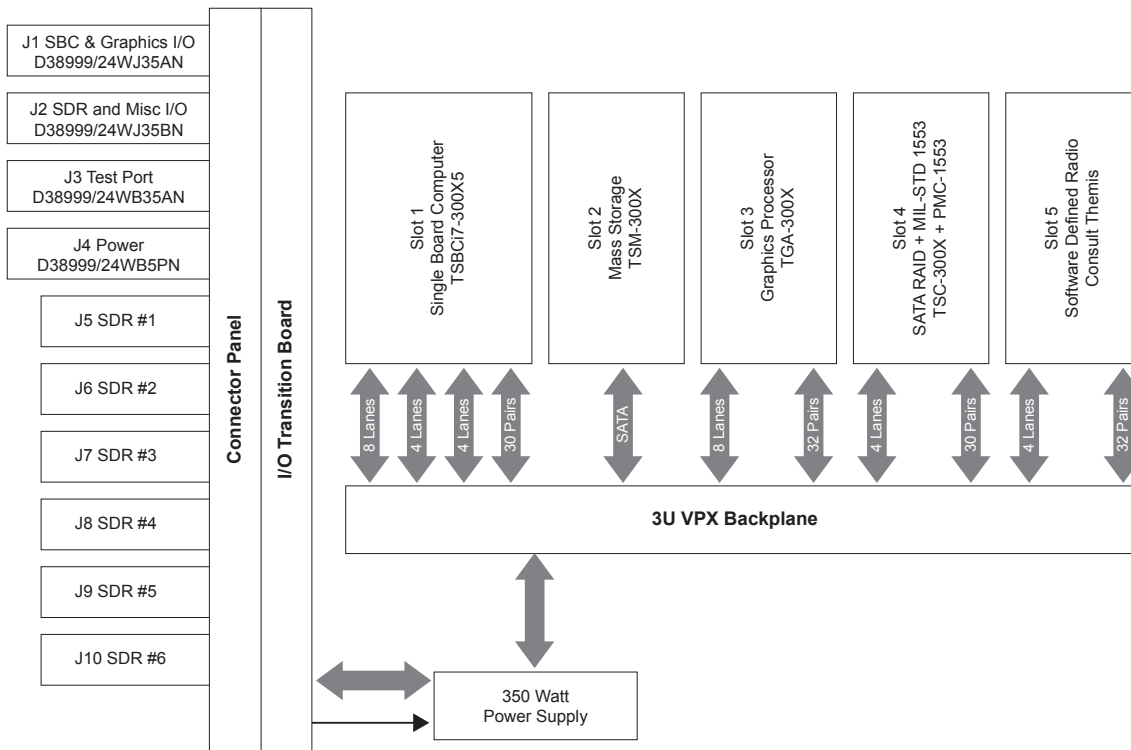 J1 SBC & Graphics I/O
D38999/24WJ35AN
J2 SDR and Misc I/O
D38999/24WJ35BN
J3 Test Port
D38999/24WB35AN
J4 Power
D38999/24WB5PN
J5 SDR #1
J6 SDR #2
J7 SDR #3
J8 SDR #4
J9 SDR #5
J10 SDR #6
Connector Panel
I/O Transition Board
Slot 1
Single Board Computer
TSBCi7-300X5
Slot 2
Mass Storage
TSM-300X
Slot 3
Graphics Processor
TGA-300X
Slot 4
SATA RAID + MIL-STD 1553
TSC-300X + PMC-1553
Slot 5
Software Defined Radio
Consult Themis
8 Lanes
4 Lanes
4 Lanes
30 Pairs
SATA
8 Lanes
32 Pairs
4 Lanes
30 Pairs
4 Lanes
32 Pairs
3U VPX Backplane
350 Watt
Power Supply